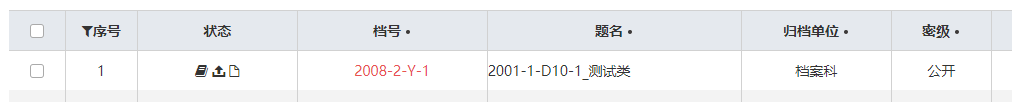 序号 状态 档号 • 题名 • 归档单位 • 密级 •
1 2008-2-Y-1 2001-1-D10-1_测试类 档案科 公开